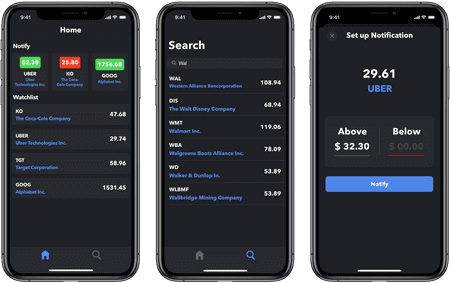 9:41
Home
Notify
52.38
UBER
Uber
Technologies Inc.
25.80
KO
The Coca-
Cola Company
1754.68
GOOG
Alphabet Inc.
Watchlist
KO
The Coca-Cola Company
47.68
UBER
Uber Technologies Inc.
29.74
TGT
Target Corporation
58.96
GOOG
Alphabet Inc.
1531.45
9:41
Search
Wal
WAL
Western Alliance Bancorporation
108.94
DIS
The Walt Disney Company
68.94
WMT
Walmart Inc.
119.06
WBA
Walgreens Boots Alliance Inc.
78.09
WD
Walker & Dunlop In.
53.89
WLBMF
Wallbridge Mining Company
53.89
9:41
Set up Notification
29.61
UBER
Above
$ 32.30
Below
$ 00.00
Notify